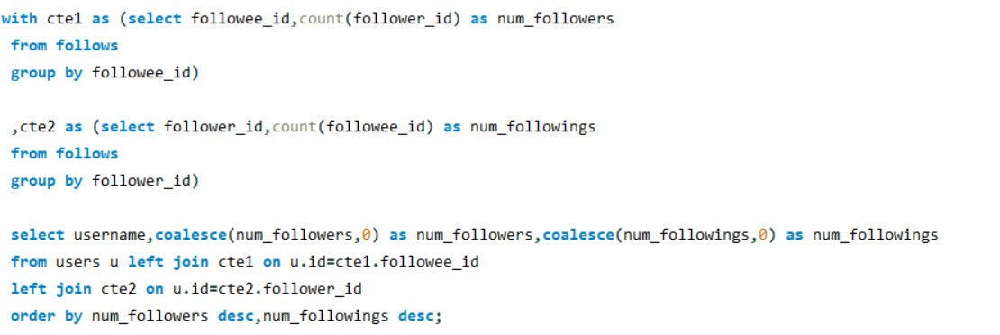 with cte1 as (select followee_id,count(follower_id) as num_followers
from follows
group by followee_id)
,cte2 as (select follower_id,count(followee_id) as num_followings
from follows
group by follower_id)
select username,coalesce(num_followers,0) as num_followers,coalesce(num_followings,0) as num_followings
from users u left join cte1 on u.id=cte1.followee_id
left join cte2 on u.id=cte2.follower_id
order by num_followers desc,num_followings desc;